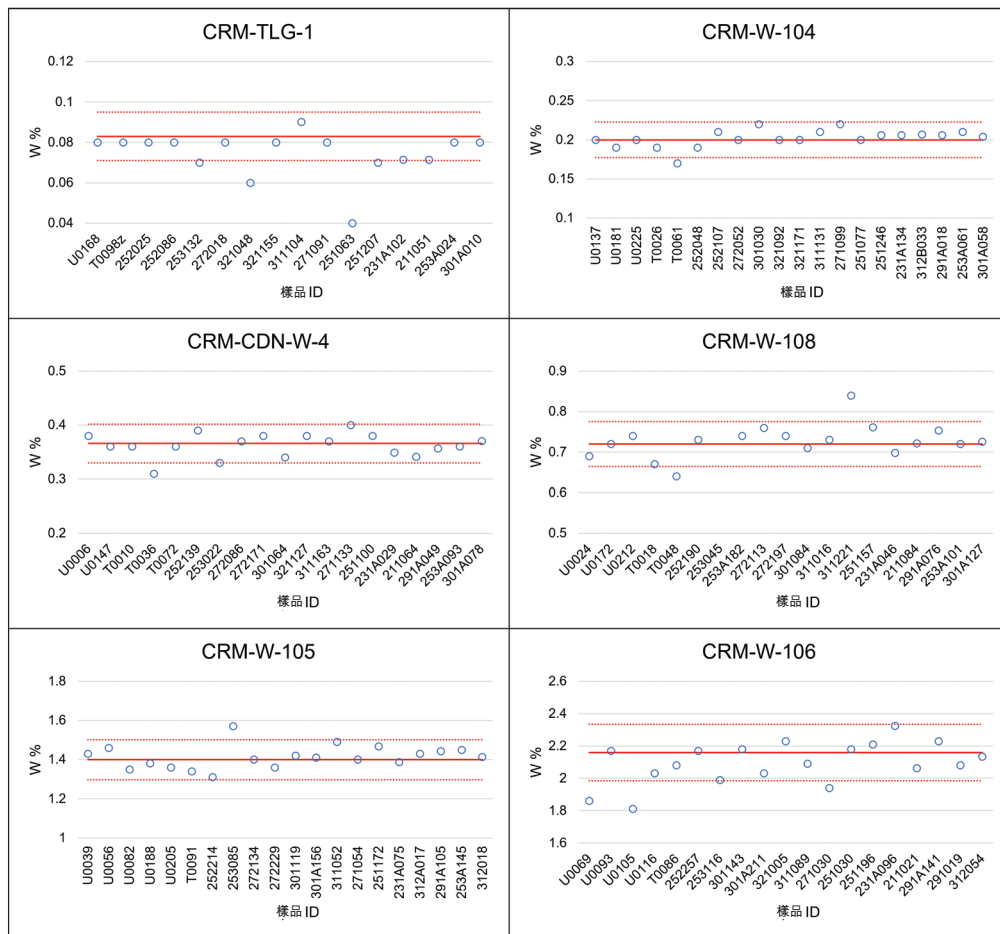 CRM-TLG-1
0.12
0.1
0.08
0.06
0.04
W %
U0168
T0098z
252025
252086
253132
272018
321048
321155
311104
271091
251063
251207
231A102
211051
253A024
301A010
樣品 ID
CRM-W-104
0.3
0.25
0.2
0.15
0.1
W %
U0137
U0181
U0225
T0026
T0061
252048
252107
272052
301030
321092
321171
311131
271099
251077
251246
231A134
312B033
291A018
253A061
301A058
樣品 ID
CRM-CDN-W-4
0.5
0.4
0.3
0.2
W %
U0006
U0147
T0010
T0036
T0072
252139
253022
272086
272171
301064
321127
311163
271133
251100
231A029
211064
291A049
253A093
301A078
樣品 ID
CRM-W-108
0.9
0.8
0.7
0.6
0.5
W %
U0024
U0172
U0212
T0018
T0048
252190
253045
253A182
272113
272197
301084
311016
311221
251157
231A046
211084
291A076
253A101
301A127
樣品 ID
CRM-W-105
1.8
1.6
1.4
1.2
1
W %
U0039
U0056
U0082
U0188
U0205
T0091
252214
253085
272134
272229
301119
301A156
311052
271054
251172
231A075
312A017
291A105
253A145
312018
樣品 ID
CRM-W-106
2.6
2.4
2.2
2
1.8
1.6
W %
U0069
U0093
U0105
U0116
T0086
252257
253116
301143
301A211
321005
311089
271030
251030
251196
231A096
211021
291A141
291019
312054
樣品 ID